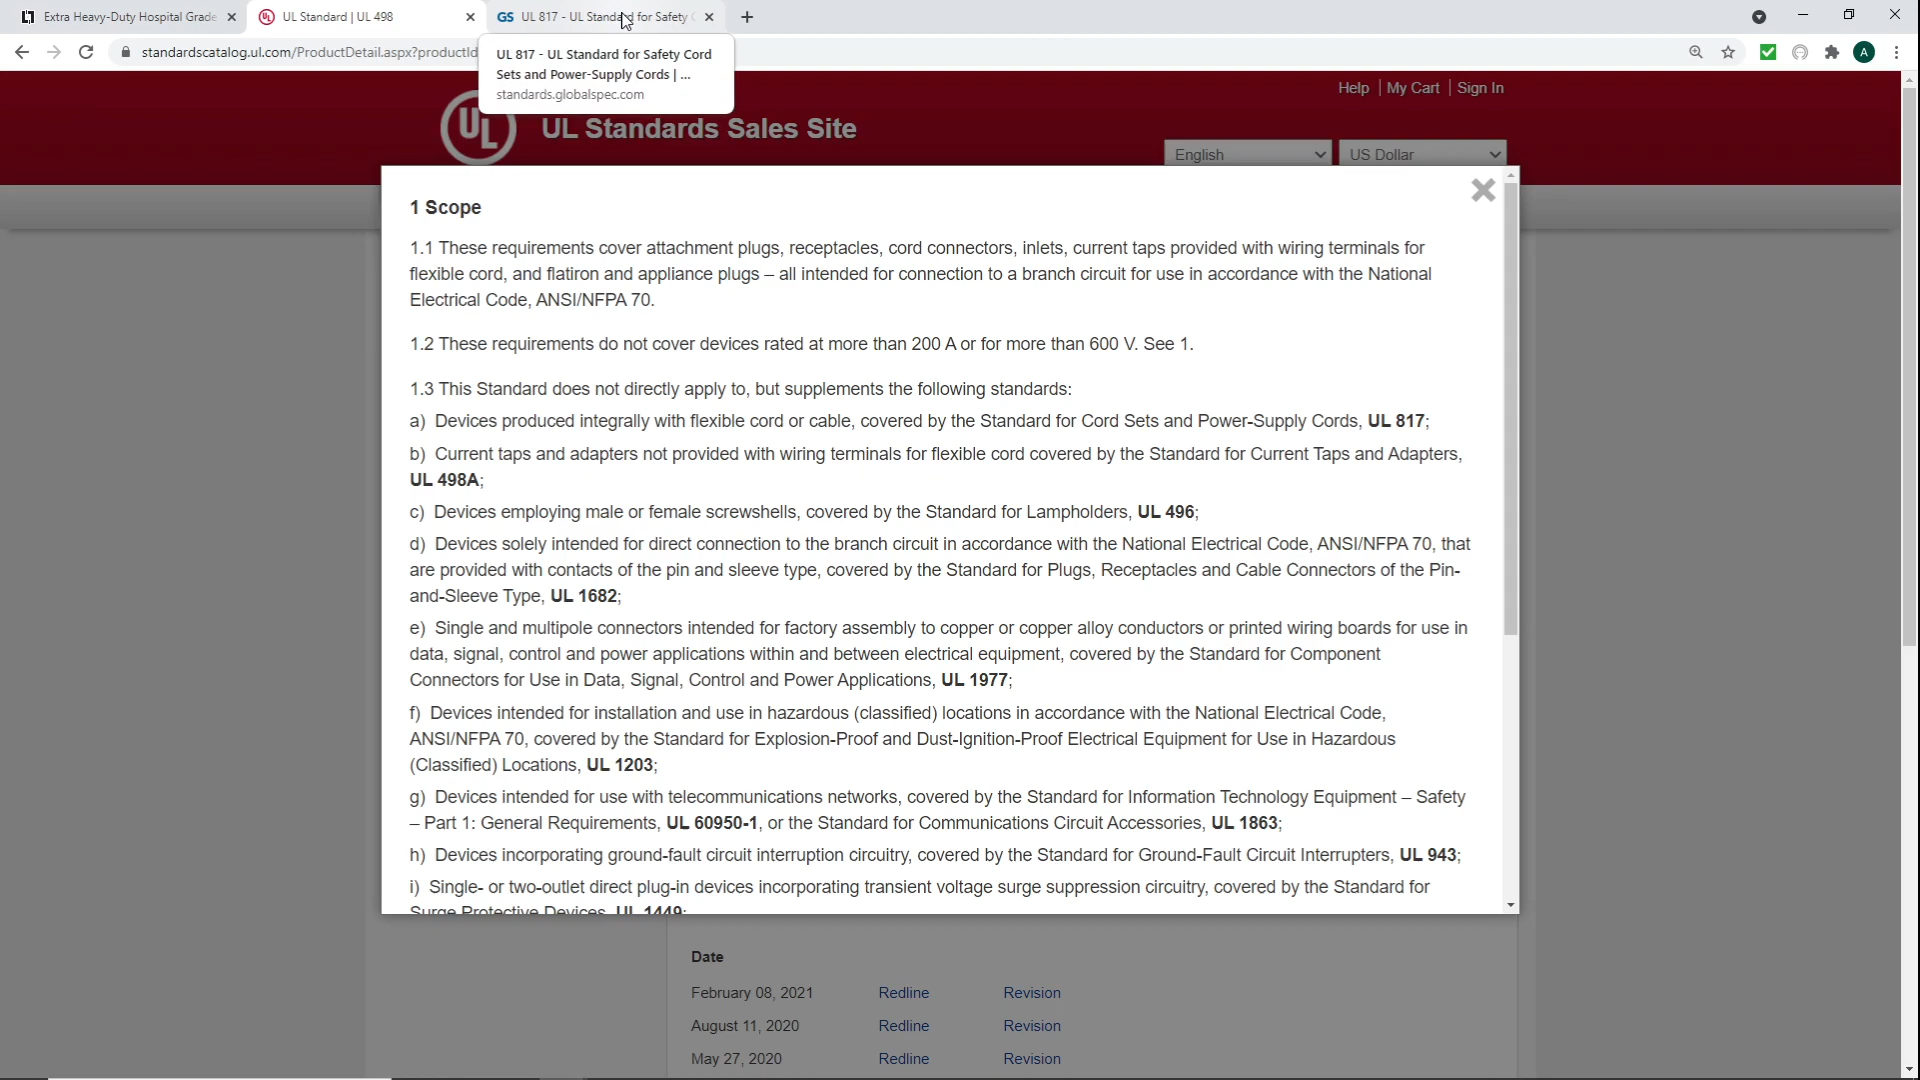 Extra Heavy-Duty Hospital Grade
UL Standard | UL 498
GS UL 817 - UL Standard for Safety C
standardscatalog.ul.com/ProductDetail.aspx?productId
A
UL 817 - UL Standard for Safety Cord
Sets and Power-Supply Cords | ...
standards.globalspec.com
Help | My Cart | Sign In
UL
UL Standards Sales Site
English
US Dollar
1 Scope
1.1 These requirements cover attachment plugs, receptacles, cord connectors, inlets, current taps provided with wiring terminals for
flexible cord, and flatiron and appliance plugs – all intended for connection to a branch circuit for use in accordance with the National
Electrical Code, ANSI/NFPA 70.
1.2 These requirements do not cover devices rated at more than 200 A or for more than 600 V. See 1.
1.3 This Standard does not directly apply to, but supplements the following standards:
a) Devices produced integrally with flexible cord or cable, covered by the Standard for Cord Sets and Power-Supply Cords, UL 817;
b) Current taps and adapters not provided with wiring terminals for flexible cord covered by the Standard for Current Taps and Adapters,
UL 498A;
c) Devices employing male or female screwshells, covered by the Standard for Lampholders, UL 496;
d) Devices solely intended for direct connection to the branch circuit in accordance with the National Electrical Code, ANSI/NFPA 70, that
are provided with contacts of the pin and sleeve type, covered by the Standard for Plugs, Receptacles and Cable Connectors of the Pin-
and-Sleeve Type, UL 1682;
e) Single and multipole connectors intended for factory assembly to copper or copper alloy conductors or printed wiring boards for use in
data, signal, control and power applications within and between electrical equipment, covered by the Standard for Component
Connectors for Use in Data, Signal, Control and Power Applications, UL 1977;
f) Devices intended for installation and use in hazardous (classified) locations in accordance with the National Electrical Code,
ANSI/NFPA 70, covered by the Standard for Explosion-Proof and Dust-Ignition-Proof Electrical Equipment for Use in Hazardous
(Classified) Locations, UL 1203;
g) Devices intended for use with telecommunications networks, covered by the Standard for Information Technology Equipment – Safety
– Part 1: General Requirements, UL 60950-1, or the Standard for Communications Circuit Accessories, UL 1863;
h) Devices incorporating ground-fault circuit interruption circuitry, covered by the Standard for Ground-Fault Circuit Interrupters, UL 943;
i) Single- or two-outlet direct plug-in devices incorporating transient voltage surge suppression circuitry, covered by the Standard for
Surge Protective Devices, UL 1449;
Date
February 08, 2021 Redline Revision
August 11, 2020 Redline Revision
May 27, 2020 Redline Revision